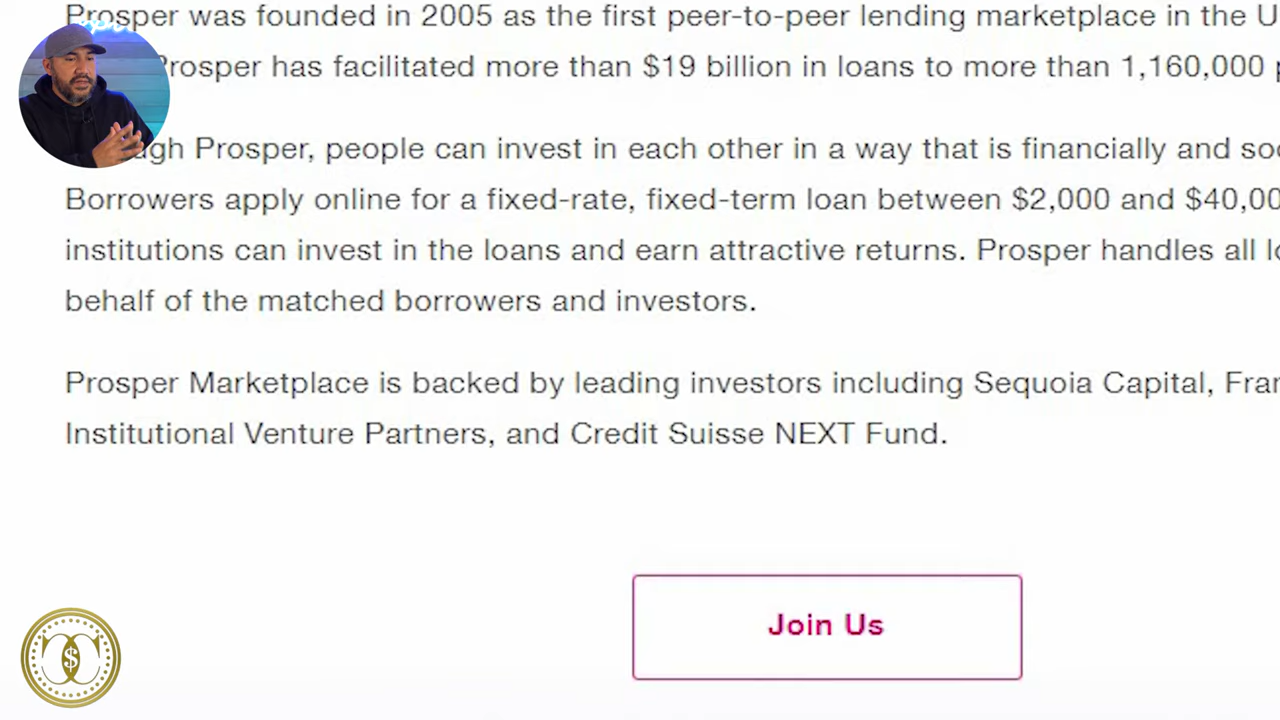 Prosper was founded in 2005 as the first peer-to-peer lending marketplace in the U
Prosper has facilitated more than $19 billion in loans to more than 1,160,000 p
ugh Prosper, people can invest in each other in a way that is financially and soc
Borrowers apply online for a fixed-rate, fixed-term loan between $2,000 and $40,00
institutions can invest in the loans and earn attractive returns. Prosper handles all lo
behalf of the matched borrowers and investors.
Prosper Marketplace is backed by leading investors including Sequoia Capital, Fran
Institutional Venture Partners, and Credit Suisse NEXT Fund.
Join Us
C$C